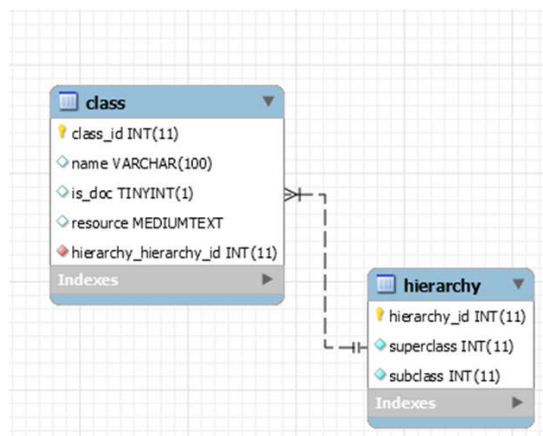 class
class_id INT(11)
name VARCHAR(100)
is_doc TINYINT(1)
resource MEDIUMTEXT
hierarchy_hierarchy_id INT(11)
Indexes
hierarchy
hierarchy_id INT(11)
superclass INT(11)
subclass INT(11)
Indexes